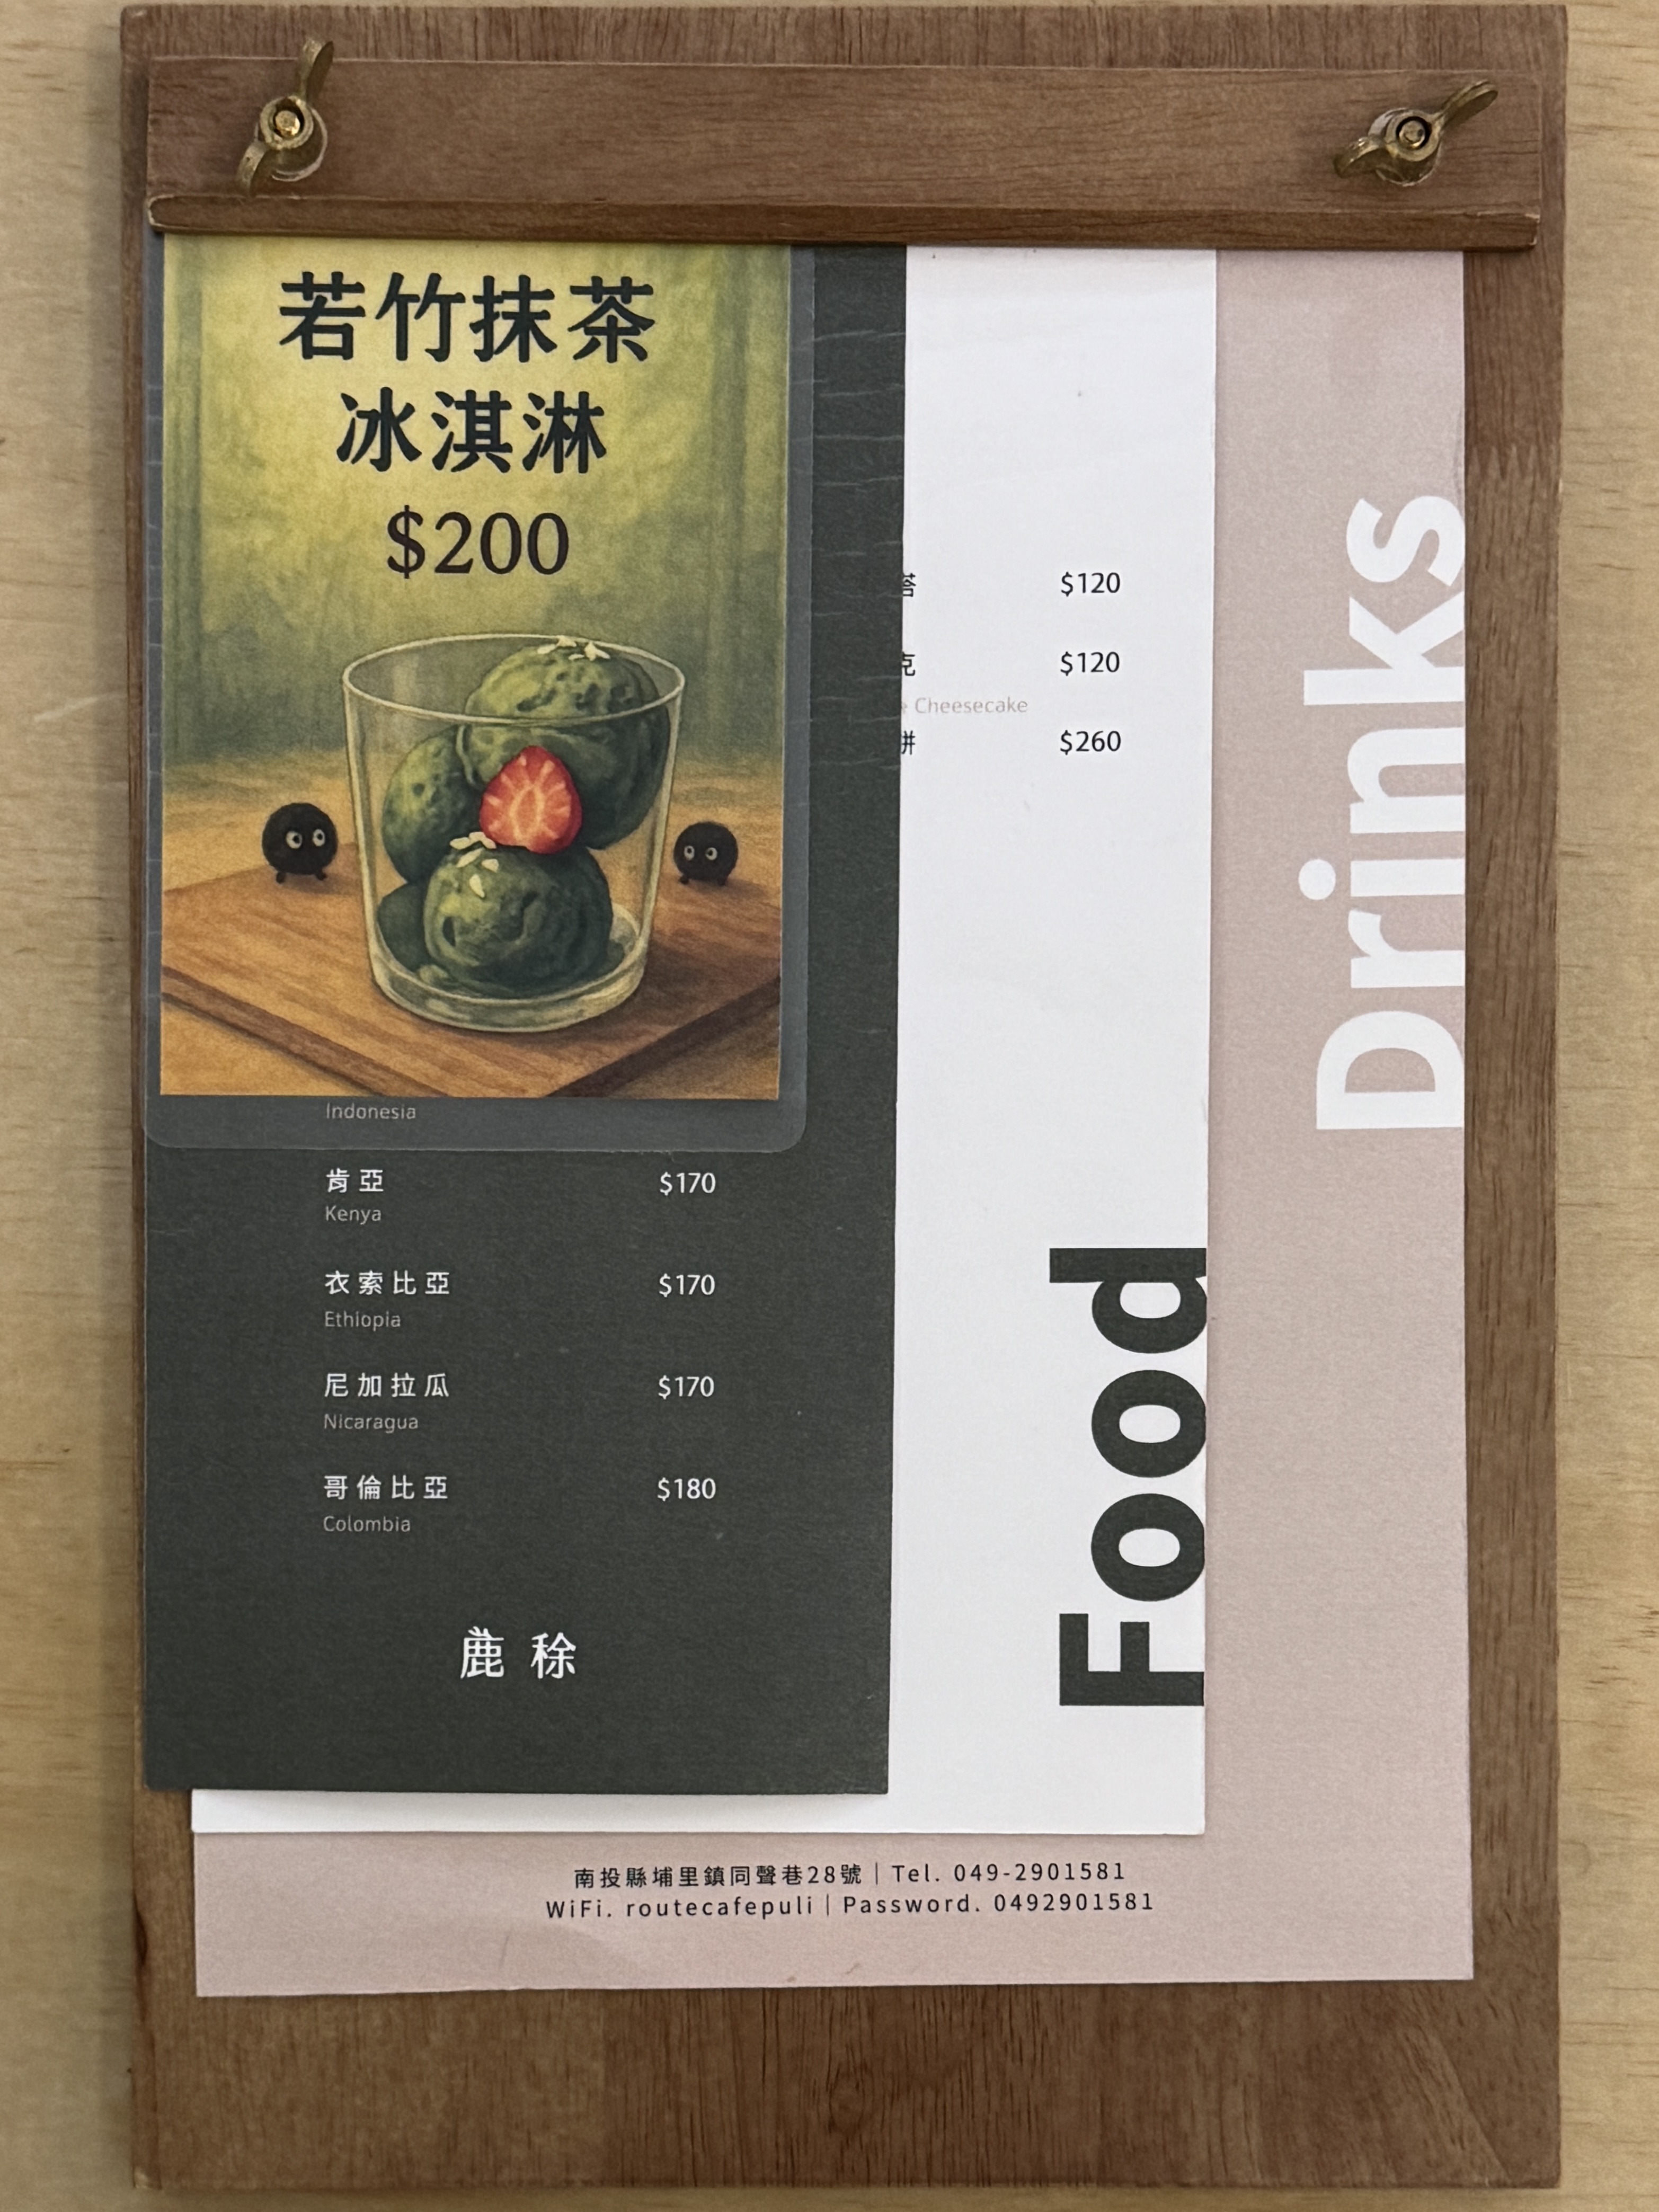 若竹抹茶
冰淇淋
$200
Indonesia
肯亞 $170
Kenya
衣索比亞 $170
Ethiopia
尼加拉瓜 $170
Nicaragua
哥倫比亞 $180
Colombia
鹿稌
$120
$120
Cheesecake
$260
Food
Drinks
南投縣埔里鎮同聲巷28號｜Tel. 049-2901581
WiFi. routecafepuli｜Password. 0492901581